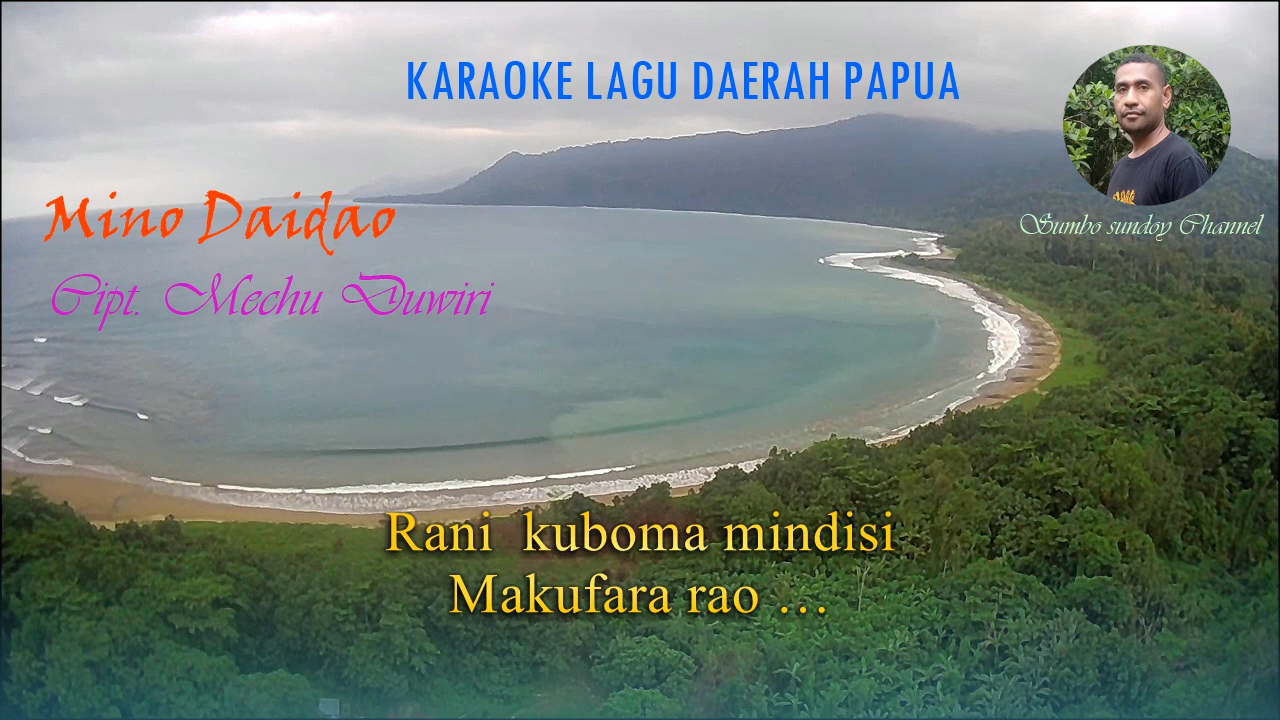 KARAOKE LAGU DAERAH PAPUA
Mino Daidao
Cipt. Mechu Duwiri
Sumbo sundoy Channel
Rani kuboma mindisi
Makufara rao ...